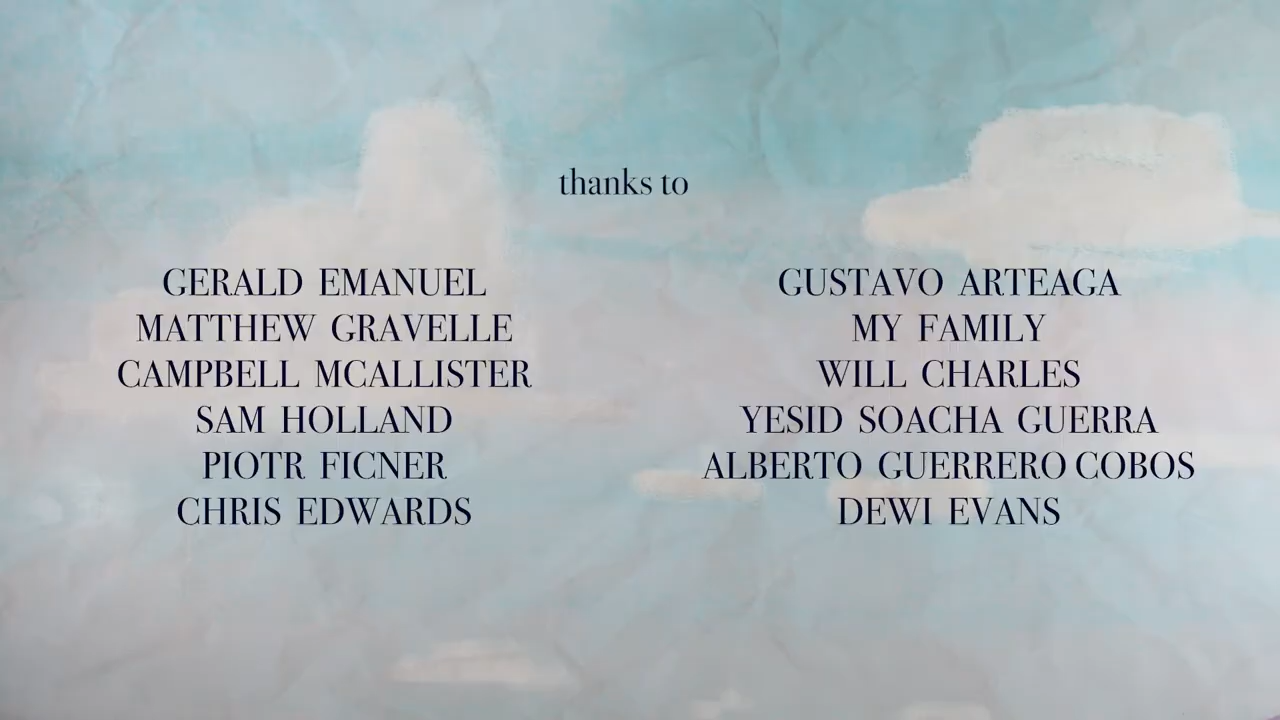 thanks to
GERALD EMANUEL
MATTHEW GRAVELLE
CAMPBELL MCALLISTER
SAM HOLLAND
PIOTR FICNER
CHRIS EDWARDS
GUSTAVO ARTEAGA
MY FAMILY
WILL CHARLES
YESID SOACHA GUERRA
ALBERTO GUERRERO COBOS
DEWI EVANS